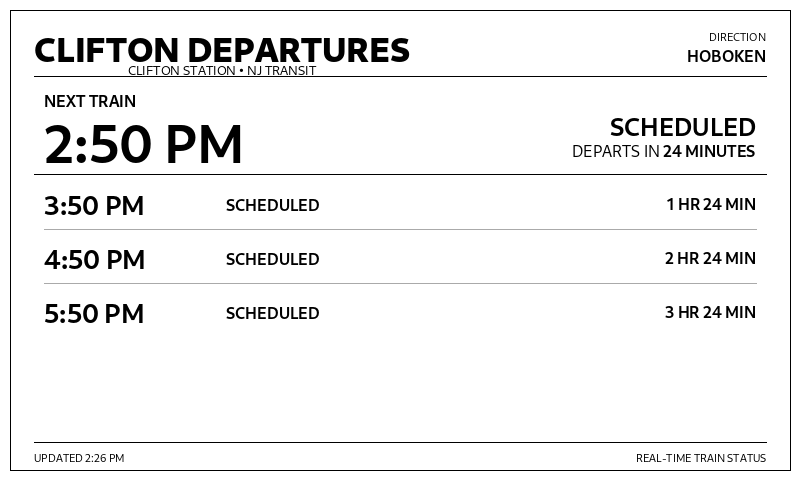 CLIFTON DEPARTURES
CLIFTON STATION • NJ TRANSIT
DIRECTION
HOBOKEN
NEXT TRAIN
2:50 PM
SCHEDULED
DEPARTS IN 24 MINUTES
3:50 PM SCHEDULED 1 HR 24 MIN
4:50 PM SCHEDULED 2 HR 24 MIN
5:50 PM SCHEDULED 3 HR 24 MIN
UPDATED 2:26 PM REAL-TIME TRAIN STATUS